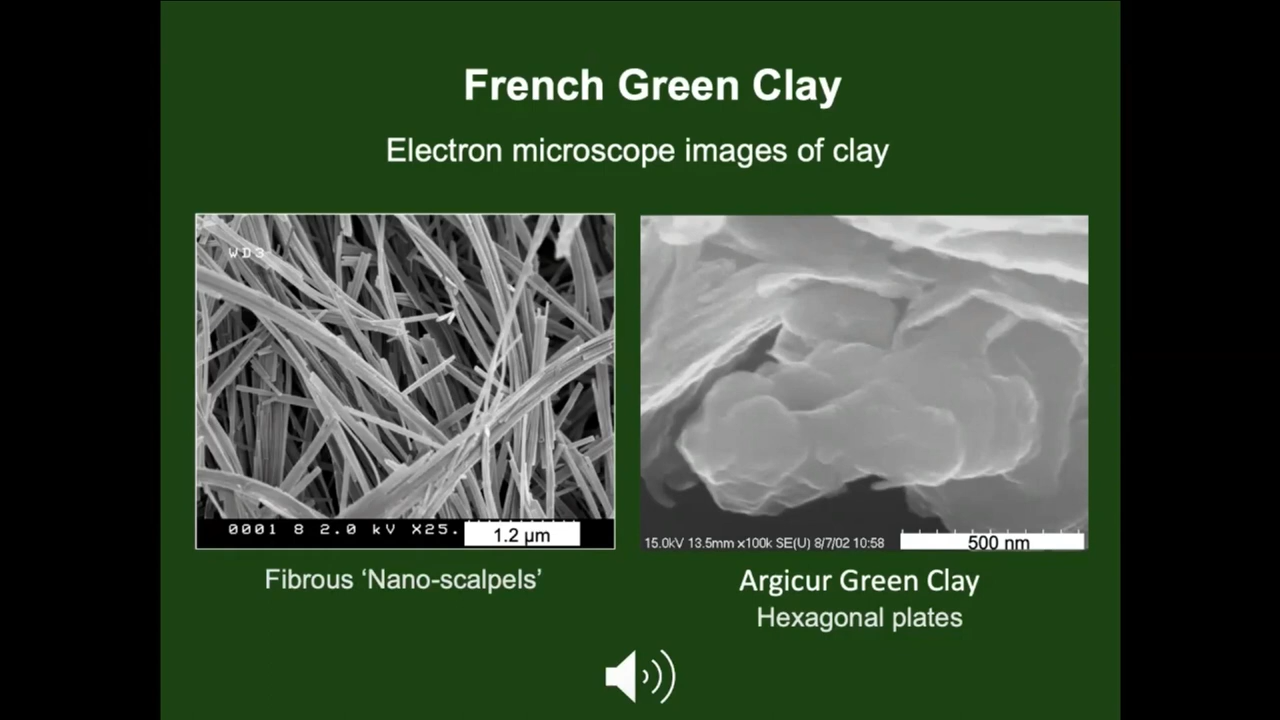 French Green Clay
Electron microscope images of clay
WD3
0001 8 2.0 kV X25.
1.2 µm
15.0kV 13.5mm x100k SE(U) 8/7/02 10:58
500 nm
Fibrous ‘Nano-scalpels’
Argicur Green Clay
Hexagonal plates